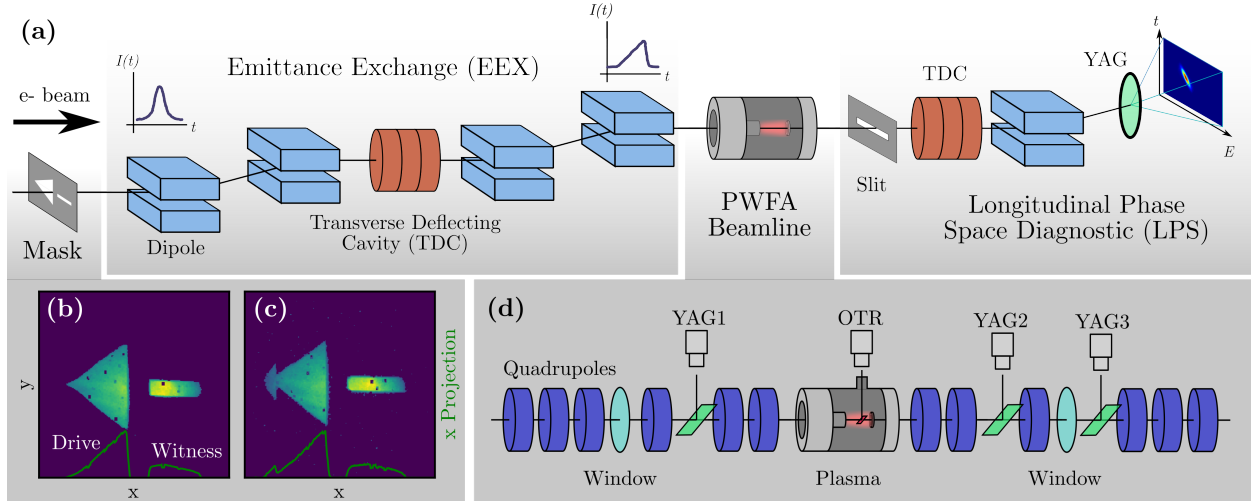 (a)
e- beam
Mask
I(t)
t
Emittance Exchange (EEX)
Dipole
Transverse Deflecting
Cavity (TDC)
I(t)
t
PWFA
Beamline
Slit
TDC
YAG
t
E
Longitudinal Phase
Space Diagnostic (LPS)
(b)
y
Drive
Witness
x
(c)
x
x Projection
(d)
Quadrupoles
YAG1
OTR
YAG2
YAG3
Window
Plasma
Window